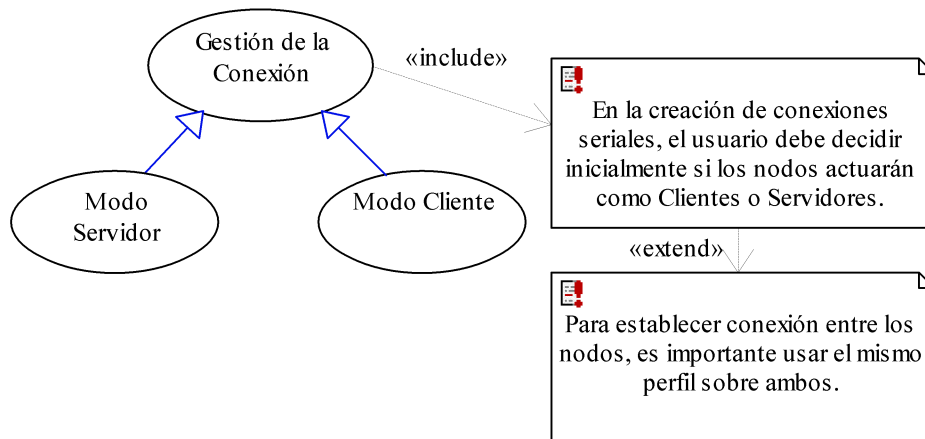 Gestión de la
Conexión
«include»
En la creación de conexiones
seriales, el usuario debe decidir
inicialmente si los nodos actuarán
como Clientes o Servidores.
Modo
Servidor
Modo Cliente
«extend»
Para establecer conexión entre los
nodos, es importante usar el mismo
perfil sobre ambos.